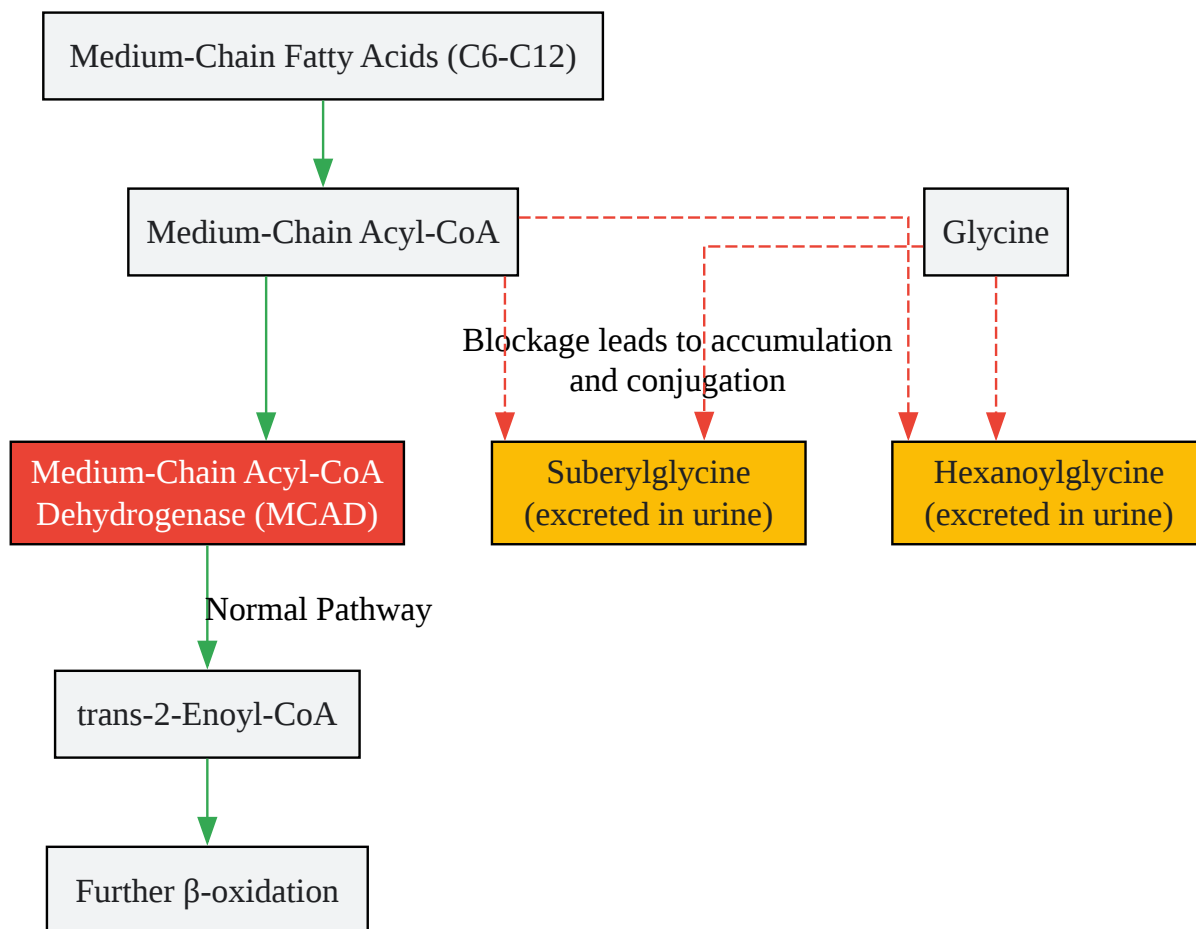 Medium-Chain Fatty Acids (C6-C12)
Medium-Chain Acyl-CoA
Glycine
Blockage leads to accumulation
and conjugation
Medium-Chain Acyl-CoA
Dehydrogenase (MCAD)
Suberylglycine
(excreted in urine)
Hexanoylglycine
(excreted in urine)
Normal Pathway
trans-2-Enoyl-CoA
Further β-oxidation